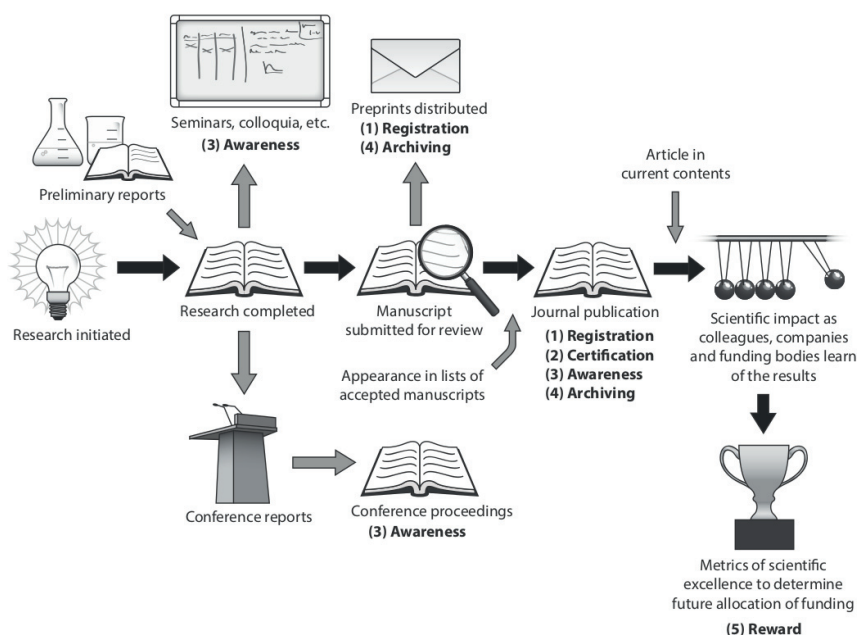 Seminars, colloquia, etc.
(3) Awareness
Preprints distributed
(1) Registration
(4) Archiving
Article in
current contents
Preliminary reports
Research initiated
Research completed
Manuscript
submitted for review
Journal publication
(1) Registration
(2) Certification
(3) Awareness
(4) Archiving
Scientific impact as
colleagues, companies
and funding bodies learn
of the results
Appearance in lists of
accepted manuscripts
Conference reports
Conference proceedings
(3) Awareness
Metrics of scientific
excellence to determine
future allocation of funding
(5) Reward